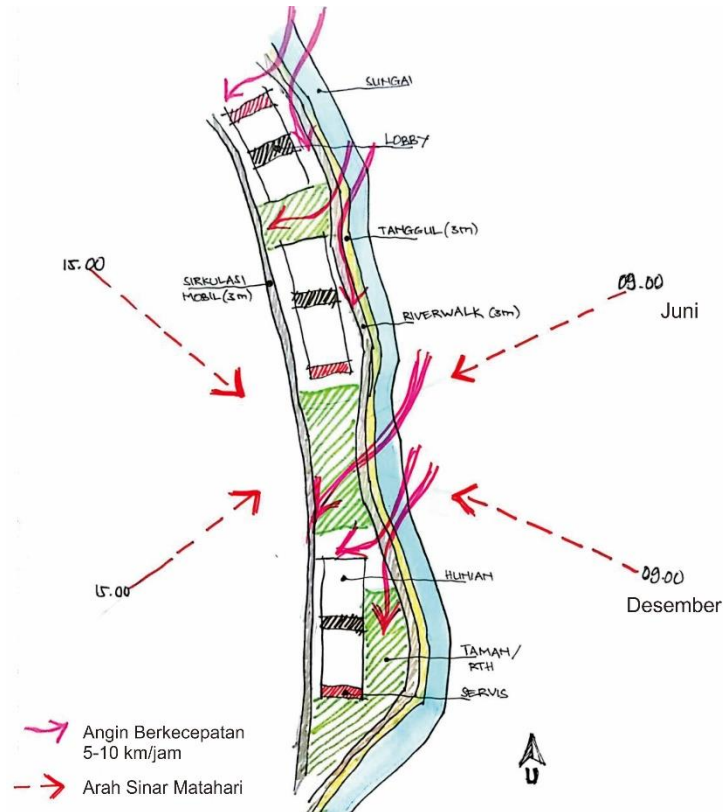 SUNGAI
LOBBY
TANGGUL (3m)
15.00
SIRKULASI
MOBIL (3m)
09.00
Juni
RIVERWALK (3m)
HUNIAN
15.00
09.00
Desember
TAMAN/
RTH
SERVIS
Angin Berkecepatan
5-10 km/jam
Arah Sinar Matahari
U